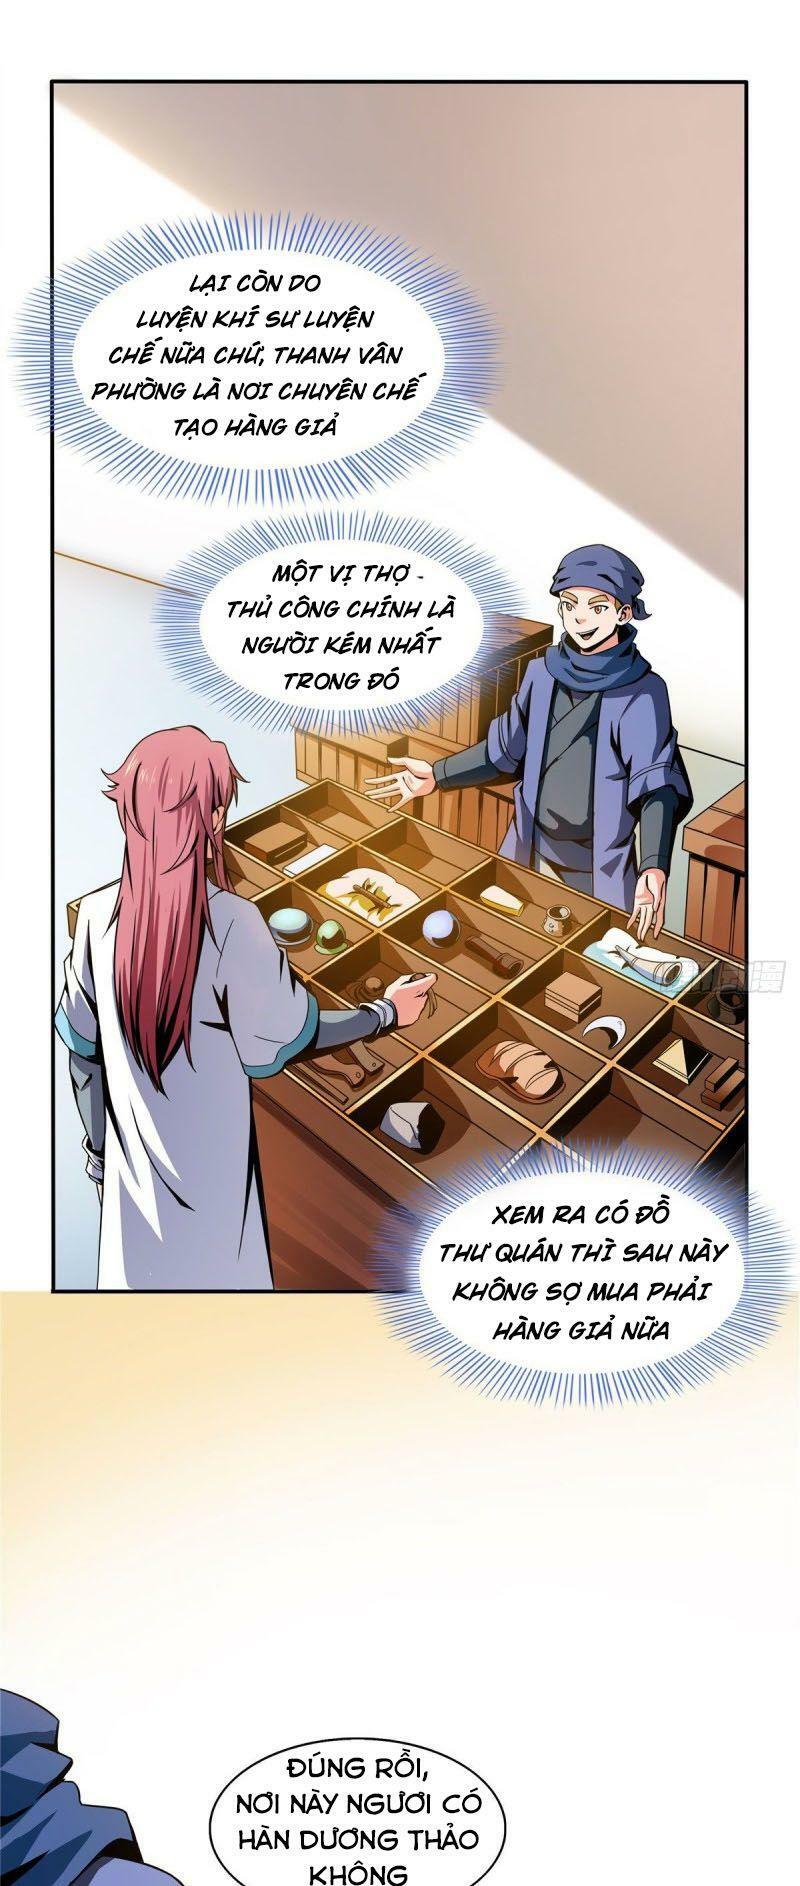 LẠI CÒN DO
LUYỆN KHÍ SƯ LUYỆN
CHẾ NỮA CHỨ, THANH VÂN
PHƯỜNG LÀ NƠI CHUYÊN CHẾ
TẠO HÀNG GIẢ
MỘT VỊ THỢ -
THỦ CÔNG CHÍNH LÀ
NGƯỜI KÉM NHẤT
TRONG ĐÓ
XEM RA CÓ ĐỒ
THƯ QUÁN THÌ SAU NÀY
KHÔNG SỢ MUA PHẢI
HÀNG GIẢ NỮA
ĐÚNG RỒI,
NƠI NÀY NGƯƠI CÓ
HÀN DƯƠNG THẢO
KHÔNG